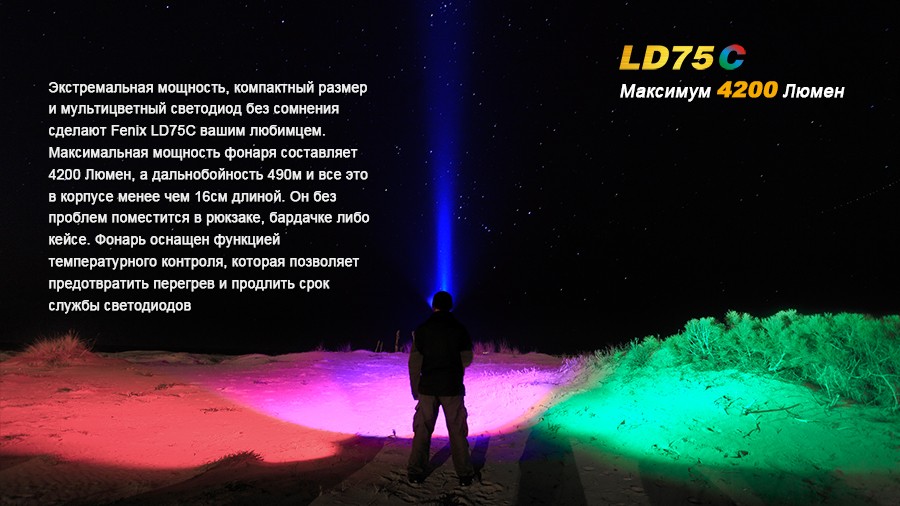 LD75C
Максимум 4200 Люмен
Экстремальная мощность, компактный размер
и мультицветный светодиод без сомнения
сделают Fenix LD75C вашим любимцем.
Максимальная мощность фонаря составляет
4200 Люмен, а дальнобойность 490м и все это
в корпусе менее чем 16см длиной. Он без
проблем поместится в рюкзаке, бардачке либо
кейсе. Фонарь оснащен функцией
температурного контроля, которая позволяет
предотвратить перегрев и продлить срок
службы светодиодов